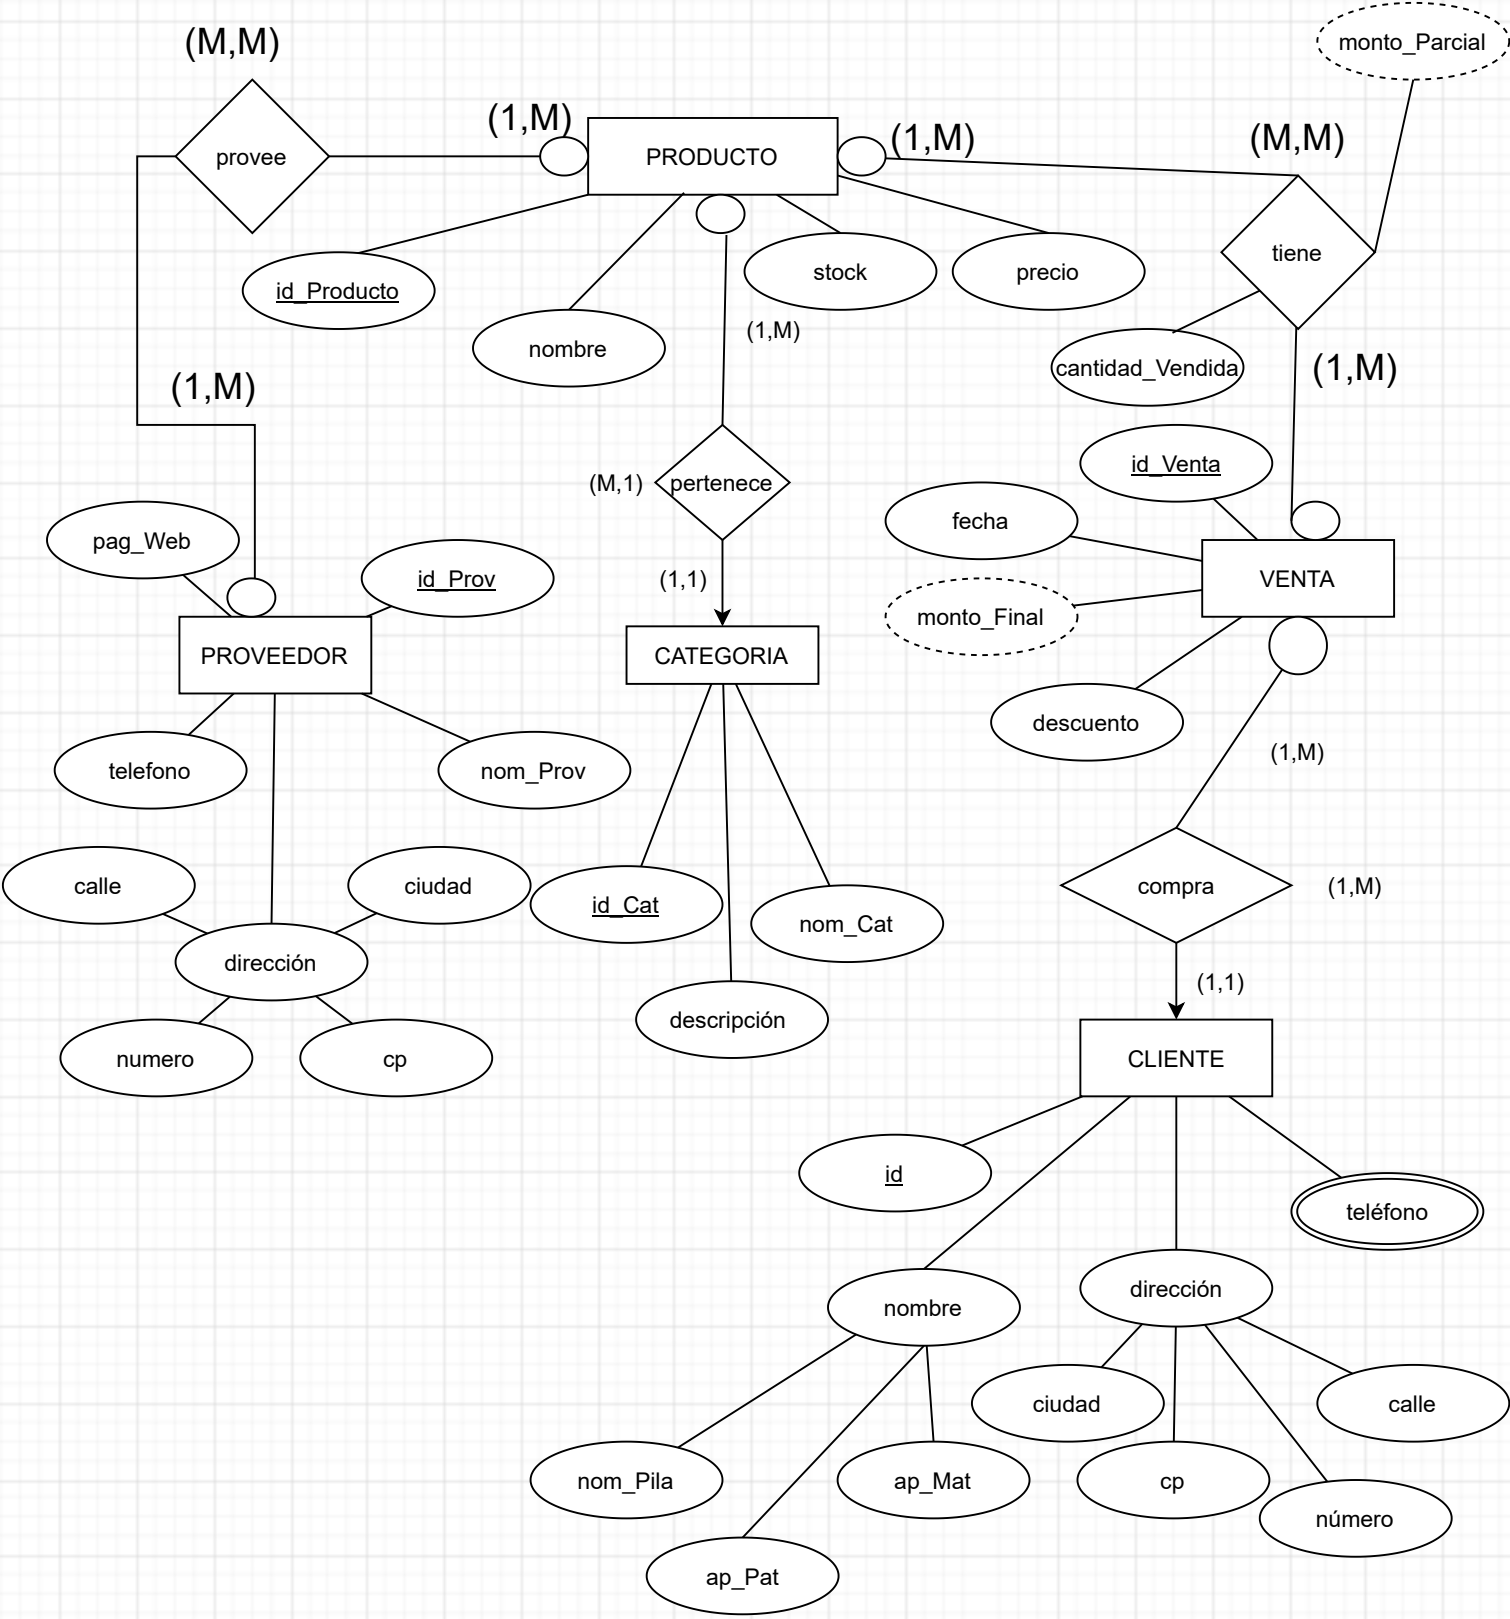 monto_Parcial
(M,M)
(1,M)
(1,M)
(M,M)
provee
PRODUCTO
tiene
stock
precio
id_Producto
(1,M)
nombre
cantidad_Vendida
(1,M)
(1,M)
id_Venta
(M,1)
pertenece
fecha
pag_Web
id_Prov
(1,1)
VENTA
monto_Final
PROVEEDOR
CATEGORIA
descuento
(1,M)
telefono
nom_Prov
calle
ciudad
compra
(1,M)
id_Cat
nom_Cat
dirección
(1,1)
descripción
numero
cp
CLIENTE
id
teléfono
dirección
nombre
ciudad
calle
nom_Pila
ap_Mat
cp
número
ap_Pat